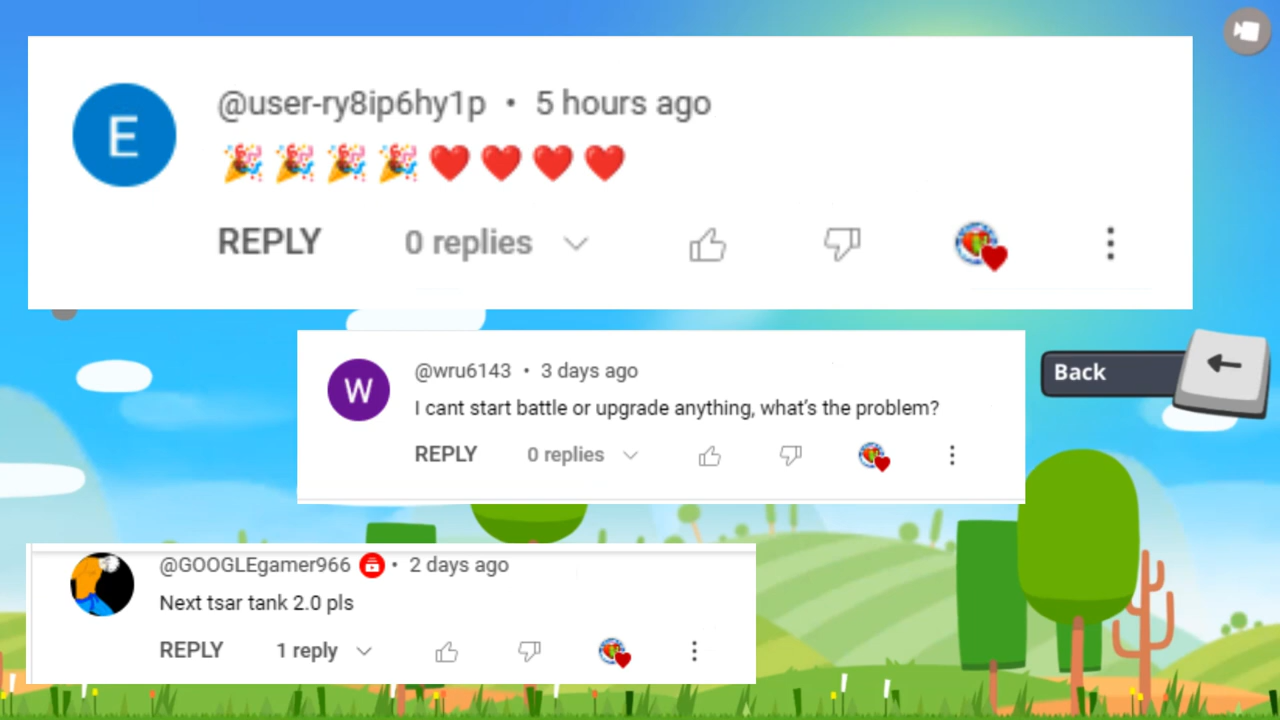 E
@user-ry8ip6hy1p • 5 hours ago
🎉🎉🎉🎉❤️❤️❤️❤️
REPLY 0 replies
W
@wru6143 • 3 days ago
I cant start battle or upgrade anything, what's the problem?
REPLY 0 replies
Back
@GOOGLEgamer966 • 2 days ago
Next tsar tank 2.0 pls
REPLY 1 reply